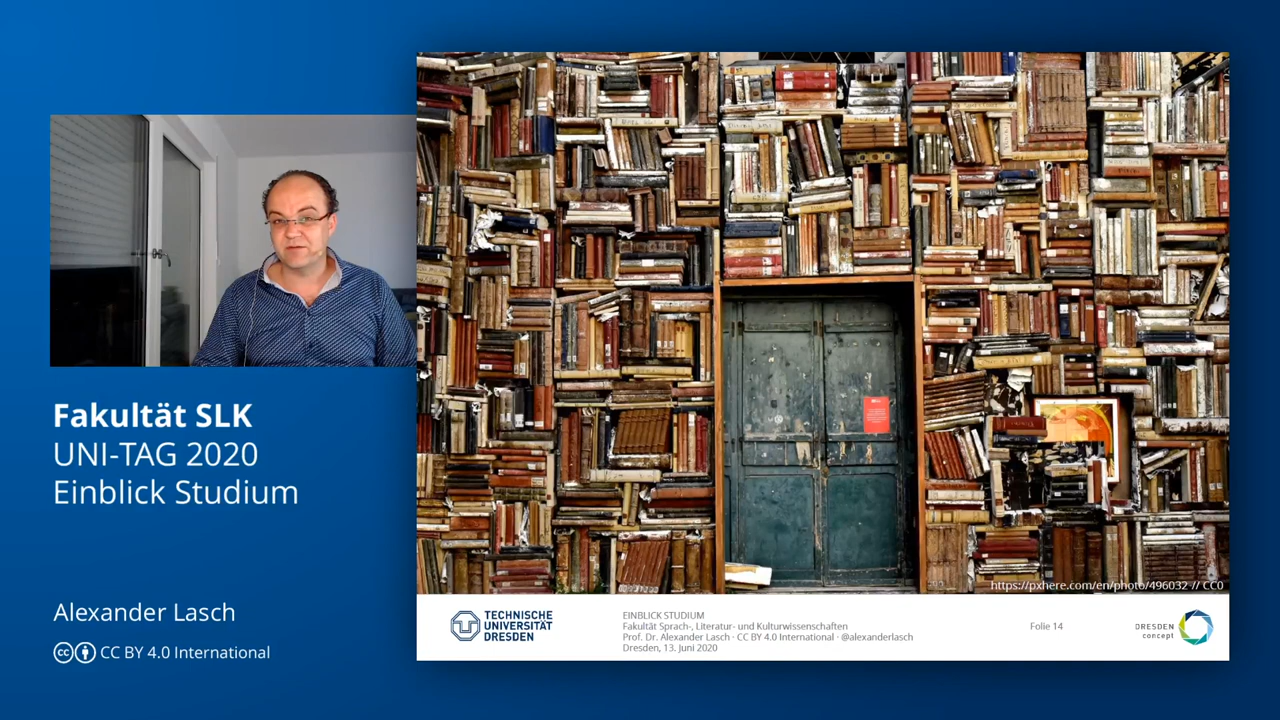 Fakultät SLK
UNI-TAG 2020
Einblick Studium
Alexander Lasch
CC BY 4.0 International
https://pxhere.com/en/photo/496032 // CC0
TECHNISCHE
UNIVERSITÄT
DRESDEN
EINBLICK STUDIUM
Fakultät Sprach-, Literatur- und Kulturwissenschaften
Prof. Dr. Alexander Lasch · CC BY 4.0 International · @alexanderlasch
Dresden, 13. Juni 2020
Folie 14
DRESDEN
concept